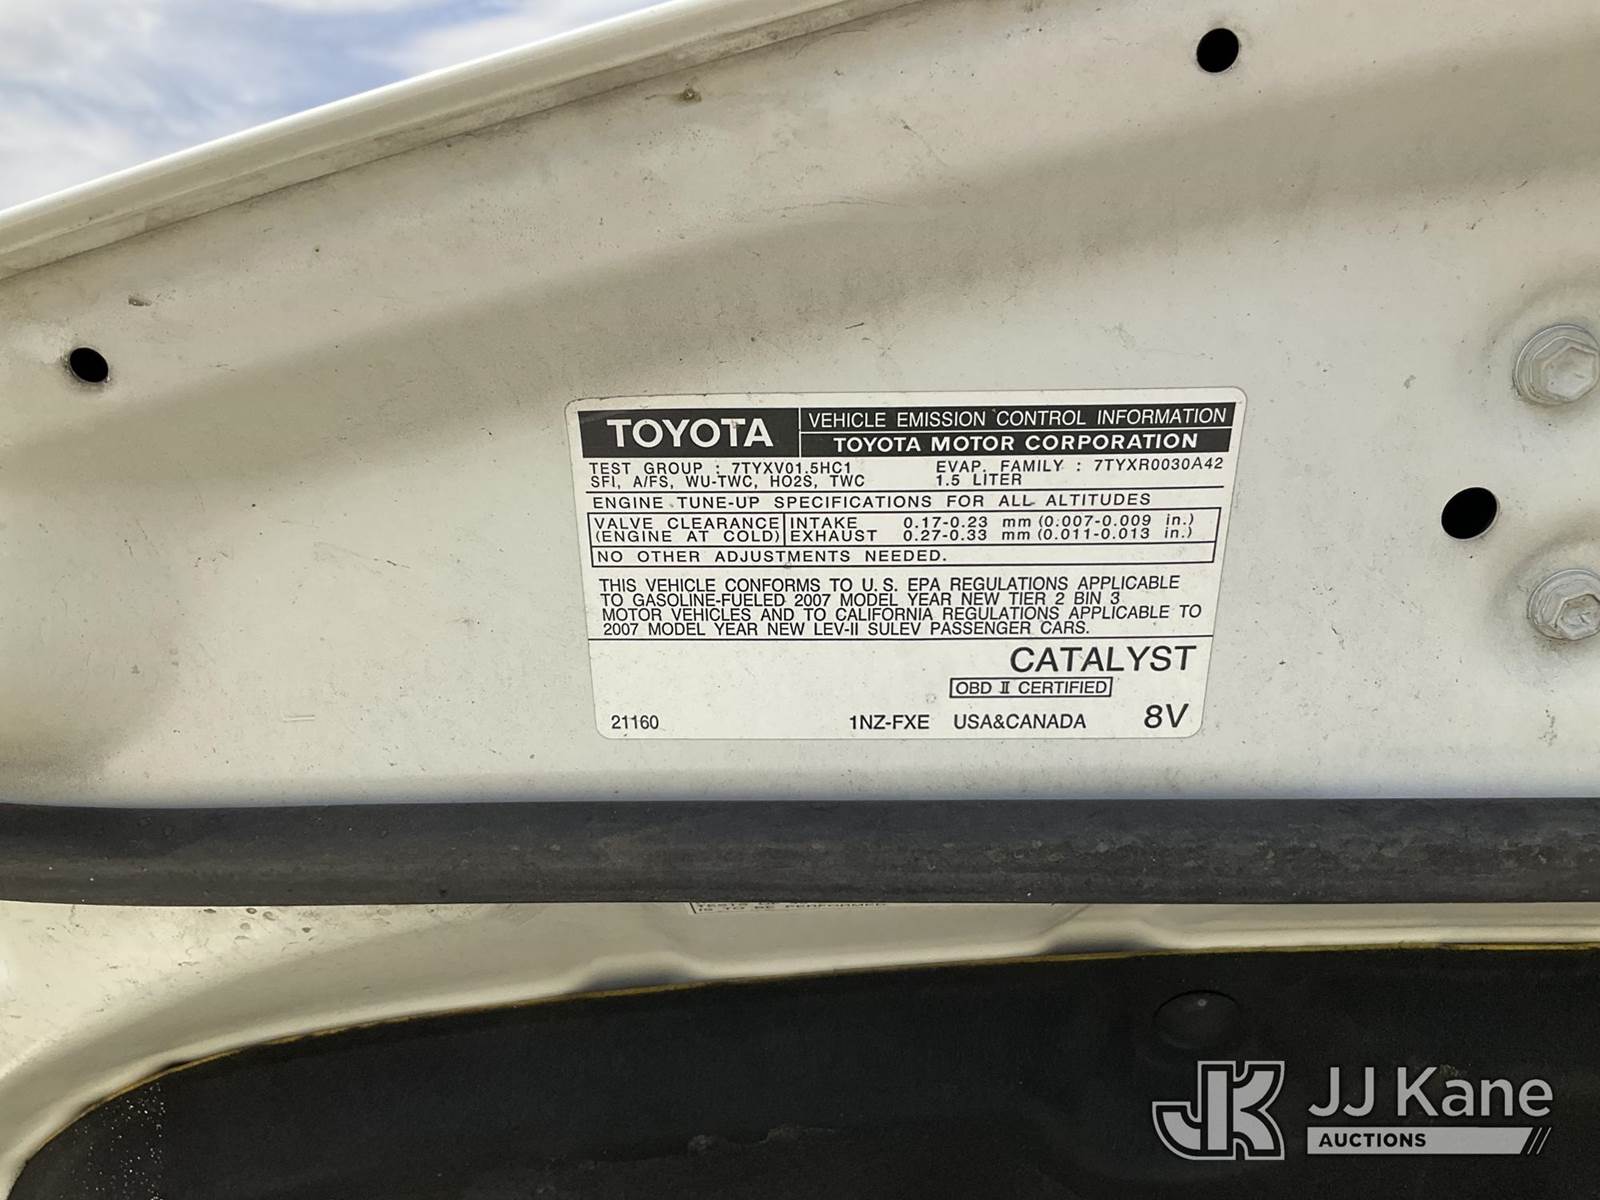 TOYOTA
VEHICLE EMISSION CONTROL INFORMATION
TOYOTA MOTOR CORPORATION
TEST GROUP : 7TYXV01.5HC1 EVAP. FAMILY : 7TYXR0030A42
SFI, A/FS, WU-TWC, HO2S, TWC 1.5 LITER
ENGINE TUNE-UP SPECIFICATIONS FOR ALL ALTITUDES
VALVE CLEARANCE INTAKE 0.17-0.23 mm (0.007-0.009 in.)
(ENGINE AT COLD) EXHAUST 0.27-0.33 mm (0.011-0.013 in.)
NO OTHER ADJUSTMENTS NEEDED.
THIS VEHICLE CONFORMS TO U.S. EPA REGULATIONS APPLICABLE
TO GASOLINE-FUELED 2007 MODEL YEAR NEW TIER 2 BIN 3
MOTOR VEHICLES AND TO CALIFORNIA REGULATIONS APPLICABLE TO
2007 MODEL YEAR NEW LEV-II SULEV PASSENGER CARS.
CATALYST
OBD II CERTIFIED
21160 1NZ-FXE USA&CANADA 8V
IS TO BE PERFORMED
JK JJ Kane
AUCTIONS